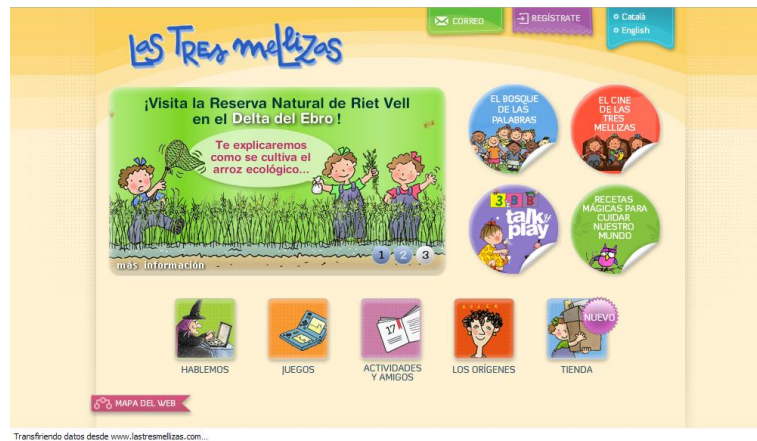 Las Tres Mellizas
CORREO
REGÍSTRATE
Català
English
¡Visita la Reserva Natural de Riet Vell
en el Delta del Ebro !
Te explicaremos
como se cultiva el
arroz ecológico...
1 2 3
más información
EL BOSQUE
DE LAS
PALABRAS
EL CINE
DE LAS
TRES
MELLIZAS
3 B B
talk&
play
RECETAS
MÁGICAS PARA
CUIDAR
NUESTRO
MUNDO
HABLEMOS
JUEGOS
17
ACTIVIDADES
Y AMIGOS
LOS ORÍGENES
NUEVO
TIENDA
MAPA DEL WEB
Transfiriendo datos desde www.lastresmellizas.com...